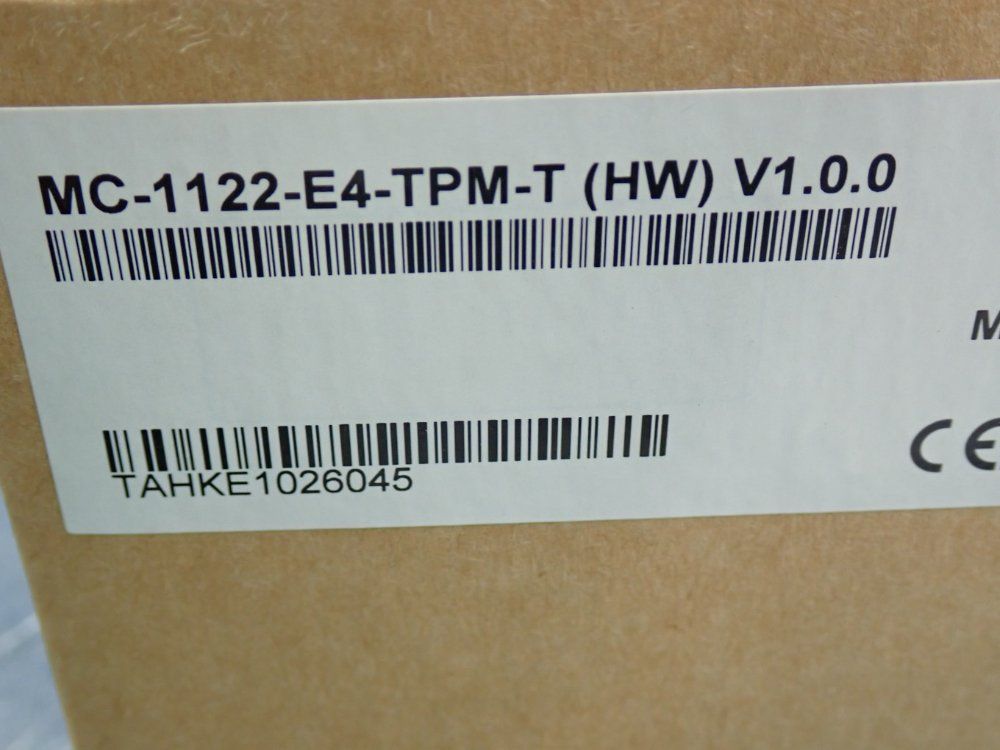 MC-1122-E4-TPM-T (HW) V1.0.0
M
CE
TAHKE1026045